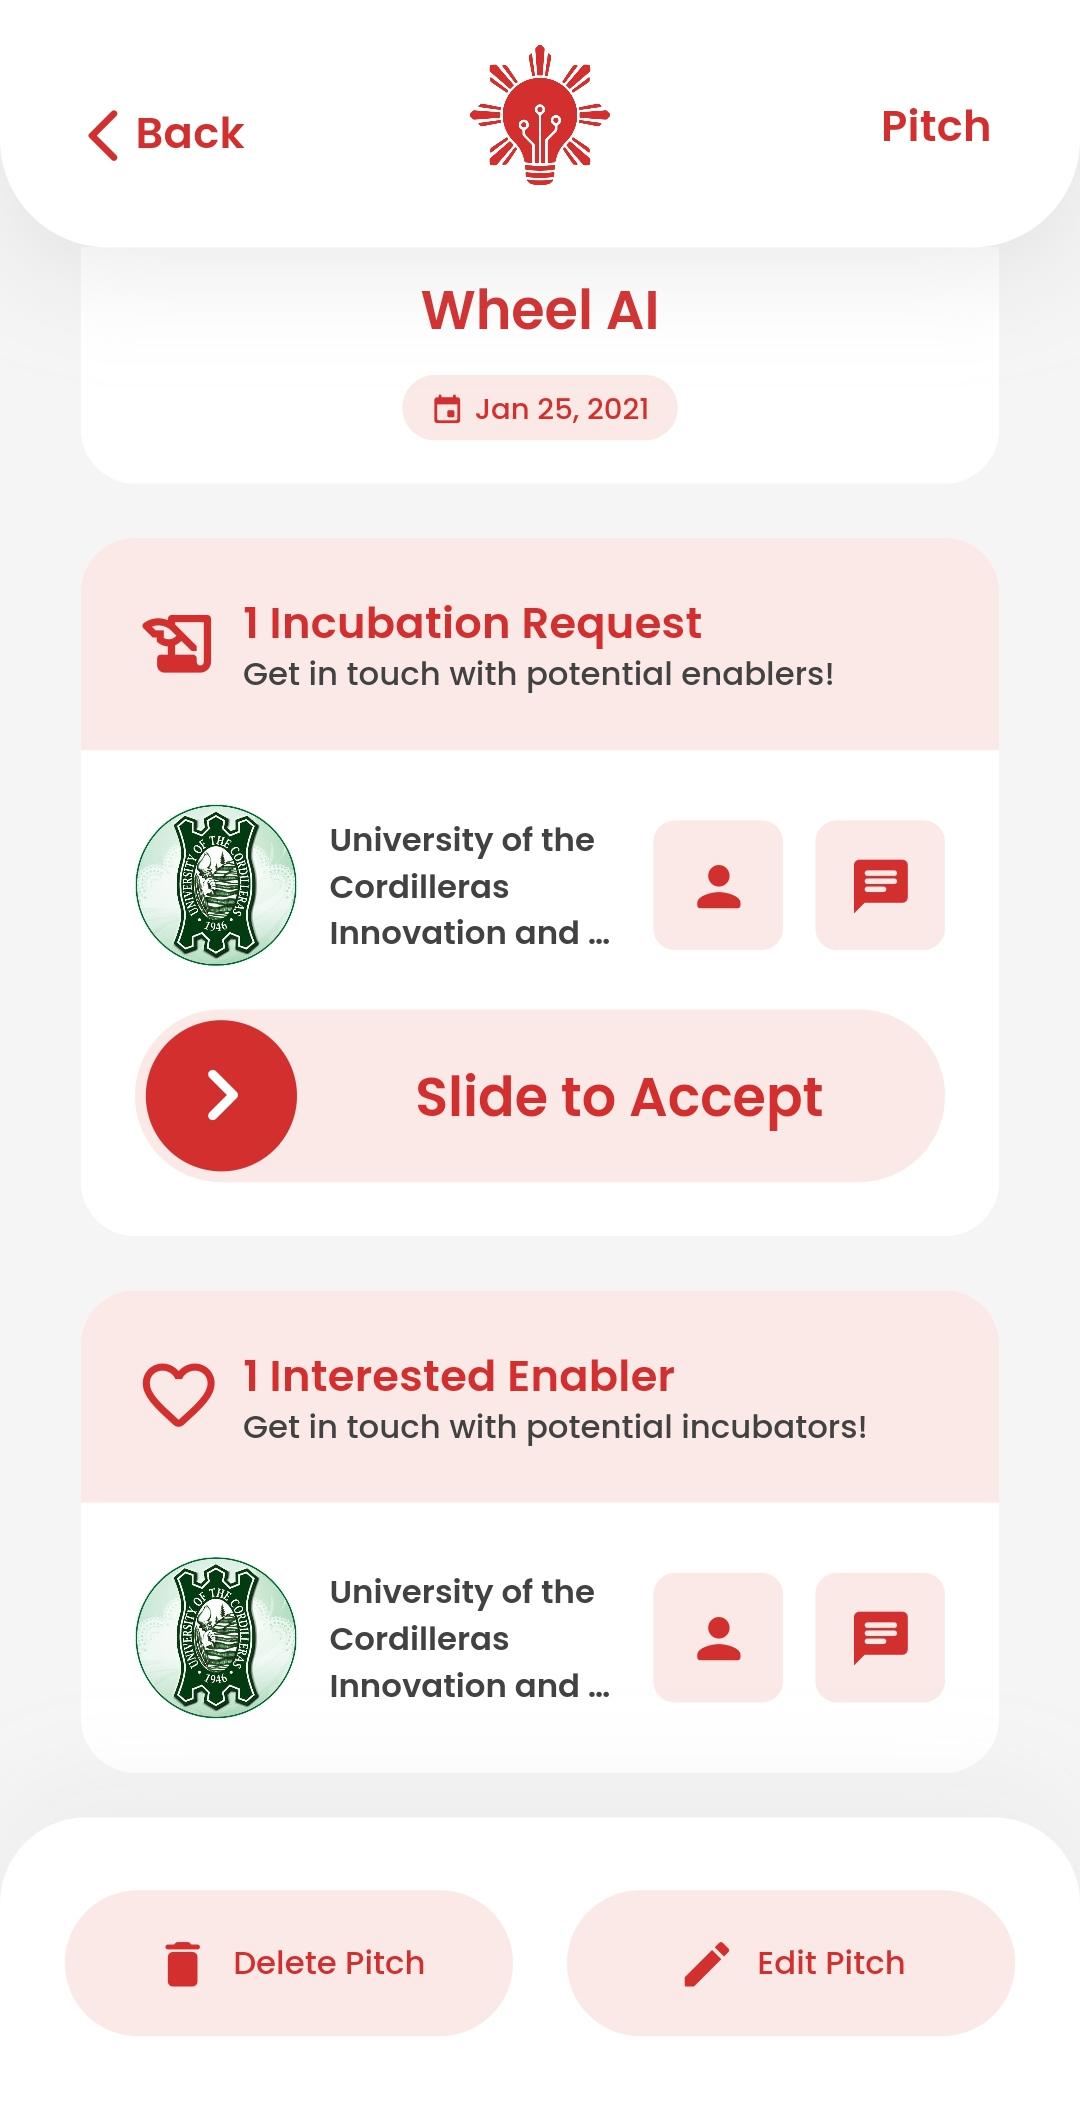 Back
Pitch
Wheel AI
Jan 25, 2021
1 Incubation Request
Get in touch with potential enablers!
UNIVERSITY OF THE CORDILLERAS
1946
University of the
Cordilleras
Innovation and ...
Slide to Accept
1 Interested Enabler
Get in touch with potential incubators!
UNIVERSITY OF THE CORDILLERAS
1946
University of the
Cordilleras
Innovation and ...
Delete Pitch
Edit Pitch